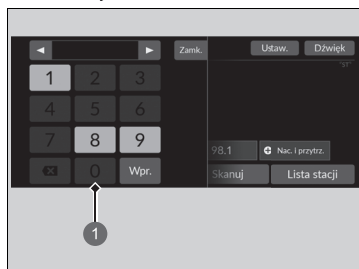 ◄ ► Zamk. Ustaw. Dźwięk
"ST"
1 2 3
4 5 6
7 8 9
98.1 Nac. i przytrz.
0 Wpr. Skanuj Lista stacji
1